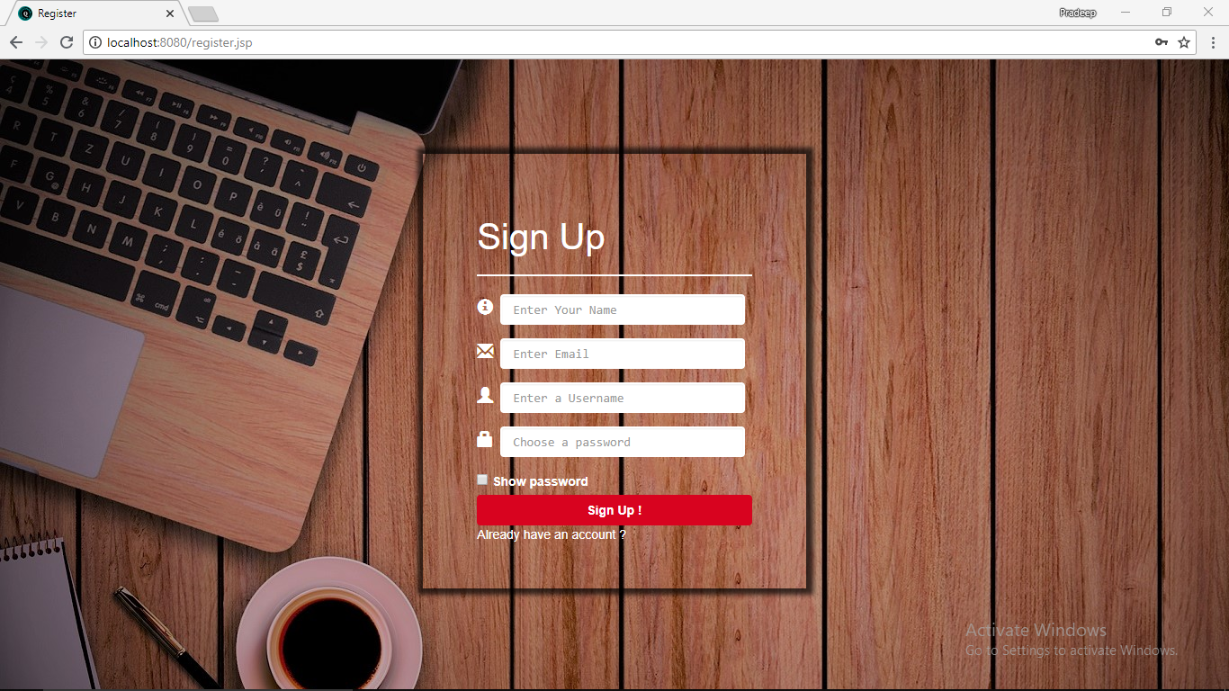 Register
Pradeep
localhost:8080/register.jsp
Sign Up
Enter Your Name
Enter Email
Enter a Username
Choose a password
Show password
Sign Up !
Already have an account ?
Activate Windows
Go to Settings to activate Windows.